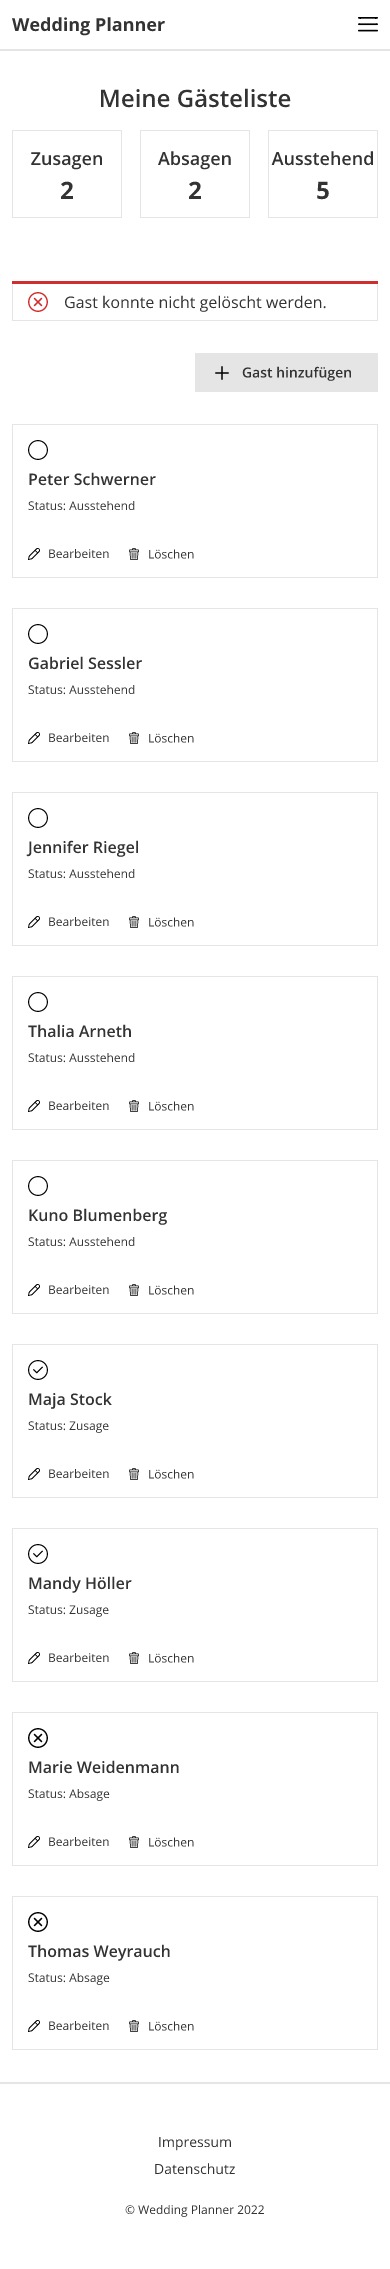 Wedding Planner
Meine Gästeliste
Zusagen
2
Absagen
2
Ausstehend
5
Gast konnte nicht gelöscht werden.
Gast hinzufügen
Peter Schwerner
Status: Ausstehend
Bearbeiten Löschen
Gabriel Sessler
Status: Ausstehend
Bearbeiten Löschen
Jennifer Riegel
Status: Ausstehend
Bearbeiten Löschen
Thalia Arneth
Status: Ausstehend
Bearbeiten Löschen
Kuno Blumenberg
Status: Ausstehend
Bearbeiten Löschen
Maja Stock
Status: Zusage
Bearbeiten Löschen
Mandy Höller
Status: Zusage
Bearbeiten Löschen
Marie Weidenmann
Status: Absage
Bearbeiten Löschen
Thomas Weyrauch
Status: Absage
Bearbeiten Löschen
Impressum
Datenschutz
© Wedding Planner 2022